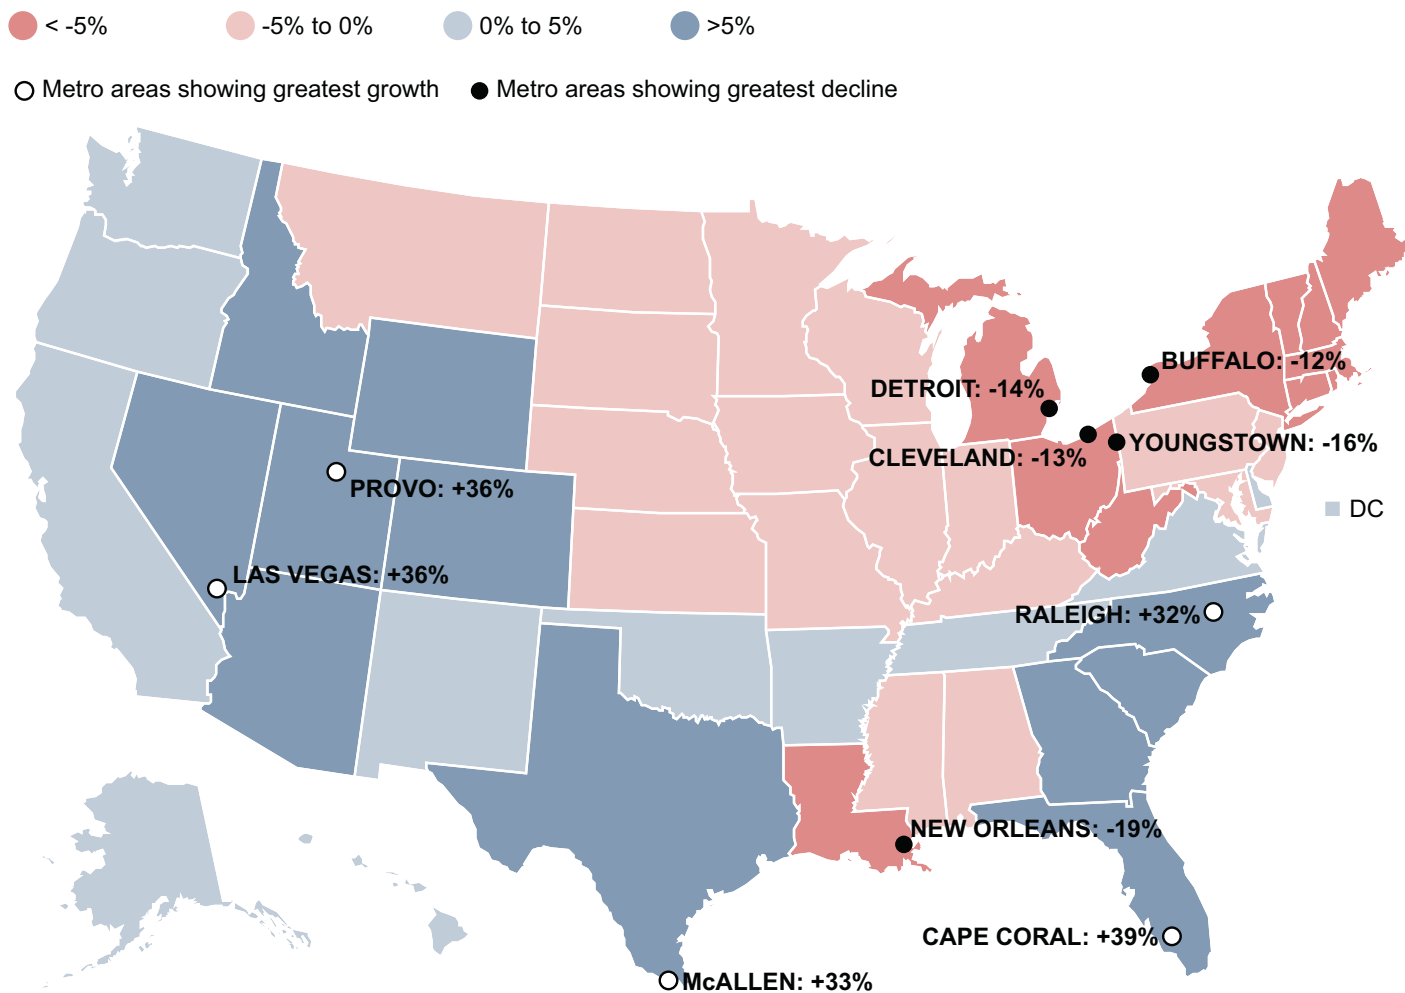 < -5%
-5% to 0%
0% to 5%
>5%
Metro areas showing greatest growth
Metro areas showing greatest decline
BUFFALO: -12%
DETROIT: -14%
YOUNGSTOWN: -16%
CLEVELAND: -13%
PROVO: +36%
DC
LAS VEGAS: +36%
RALEIGH: +32%
NEW ORLEANS: -19%
CAPE CORAL: +39%
McALLEN: +33%